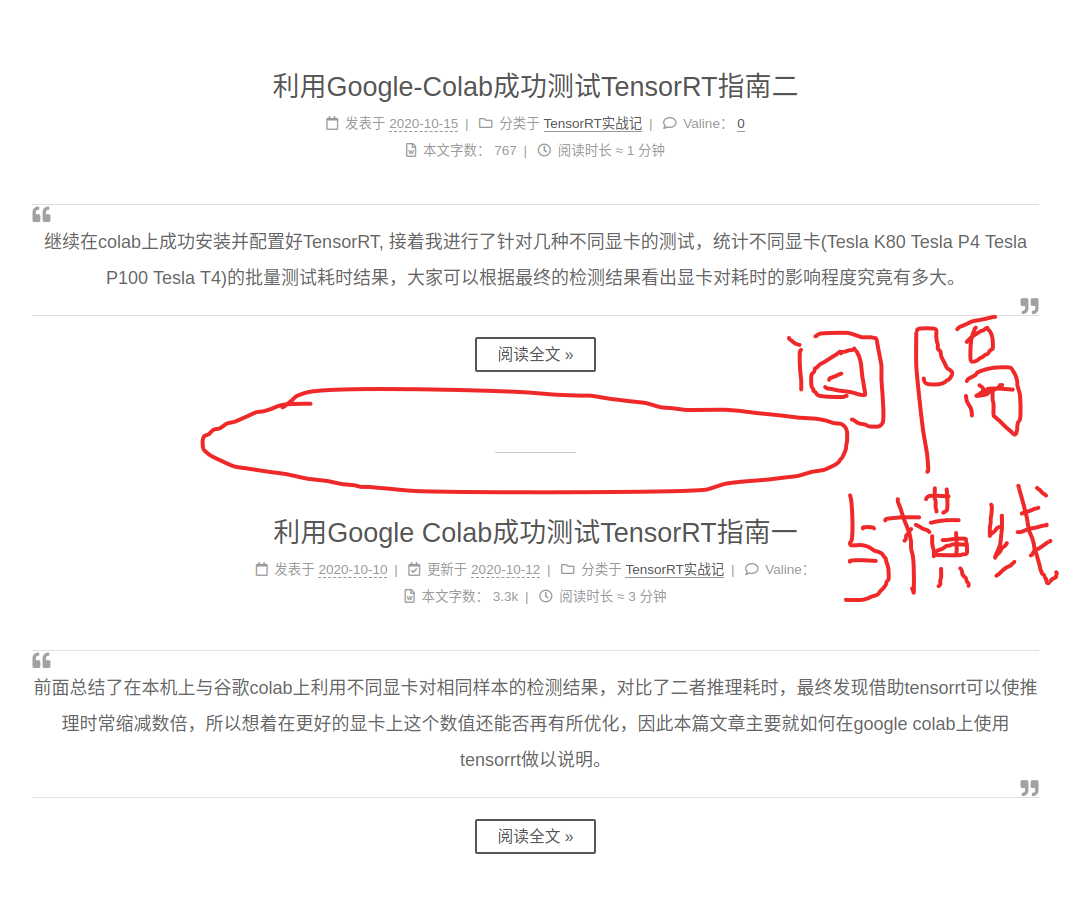 利用Google-Colab成功测试TensorRT指南二
发表于 2020-10-15 | 分类于 TensorRT实战记 | Valine： 0
本文字数： 767 | 阅读时长 ≈ 1 分钟
继续在colab上成功安装并配置好TensorRT, 接着我进行了针对几种不同显卡的测试，统计不同显卡(Tesla K80 Tesla P4 Tesla
P100 Tesla T4)的批量测试耗时结果，大家可以根据最终的检测结果看出显卡对耗时的影响程度究竟有多大。
阅读全文 »
间隔
与横线
利用Google Colab成功测试TensorRT指南一
发表于 2020-10-10 | 更新于 2020-10-12 | 分类于 TensorRT实战记 | Valine：
本文字数： 3.3k | 阅读时长 ≈ 3 分钟
前面总结了在本机上与谷歌colab上利用不同显卡对相同样本的检测结果，对比了二者推理耗时，最终发现借助tensorrt可以使推
理时常缩减数倍，所以想着在更好的显卡上这个数值还能否再有所优化，因此本篇文章主要就如何在google colab上使用
tensorrt做以说明。
阅读全文 »